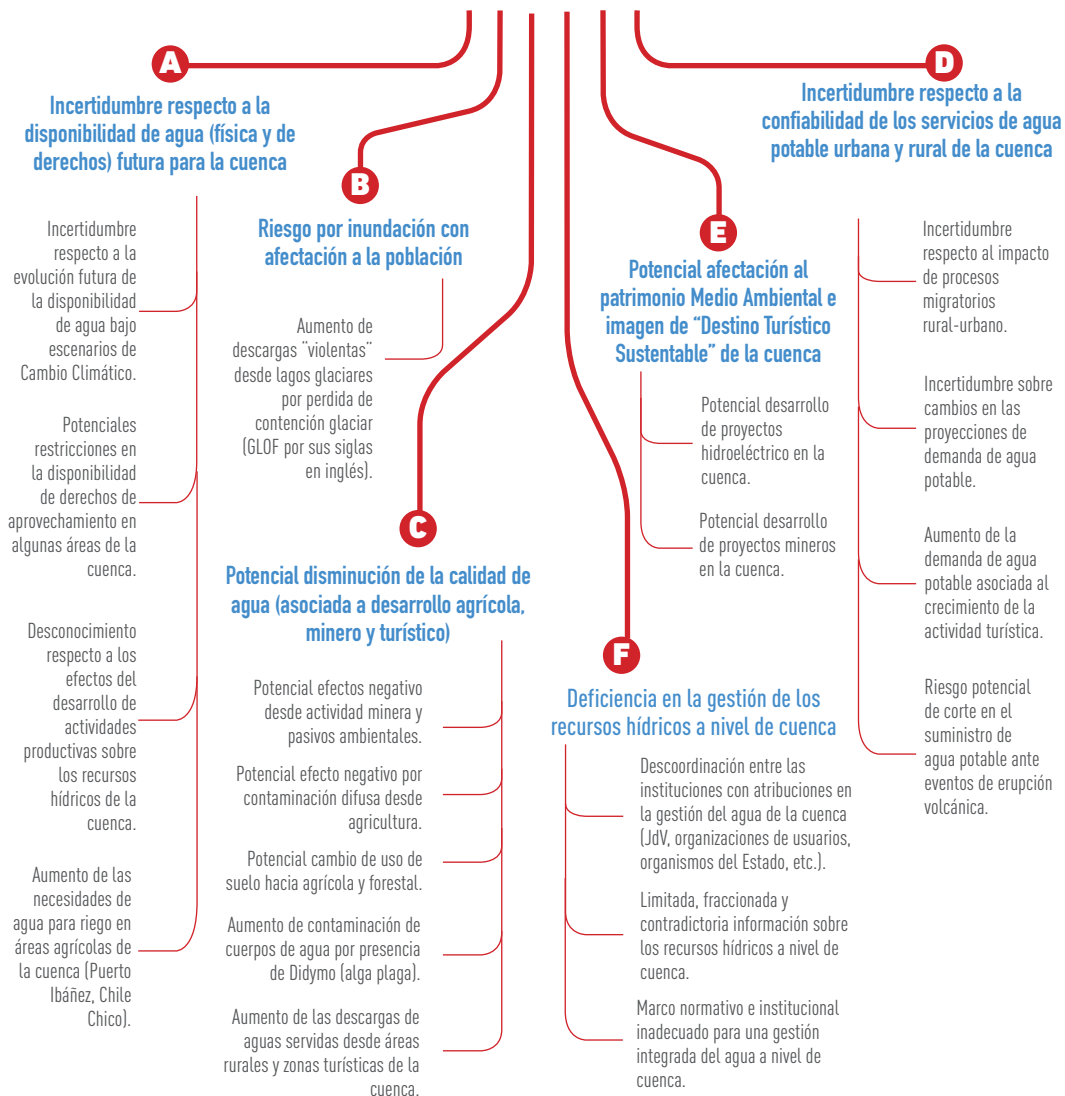 A
Incertidumbre respecto a la
disponibilidad de agua (física y de
derechos) futura para la cuenca
Incertidumbre
respecto a la
evolución futura de
la disponibilidad
de agua bajo
escenarios de
Cambio Climático.
Potenciales
restricciones en
la disponibilidad
de derechos de
aprovechamiento en
algunas áreas de la
cuenca.
Desconocimiento
respecto a los
efectos del
desarrollo de
actividades
productivas sobre
los recursos
hídricos de la
cuenca.
Aumento de las
necesidades de
agua para riego en
áreas agrícolas de
la cuenca (Puerto
Ibáñez, Chile
Chico).
B
Riesgo por inundación con
afectación a la población
Aumento de
descargas ¨violentas¨
desde lagos glaciares
por perdida de
contención glaciar
(GLOF por sus siglas
en inglés).
C
Potencial disminución de la calidad de
agua (asociada a desarrollo agrícola,
minero y turístico)
Potencial efectos negativo
desde actividad minera y
pasivos ambientales.
Potencial efecto negativo por
contaminación difusa desde
agricultura.
Potencial cambio de uso de
suelo hacia agrícola y forestal.
Aumento de contaminación de
cuerpos de agua por presencia
de Didymo (alga plaga).
Aumento de las descargas de
aguas servidas desde áreas
rurales y zonas turísticas de la
cuenca.
D
Incertidumbre respecto a la
confiabilidad de los servicios de agua
potable urbana y rural de la cuenca
Incertidumbre
respecto al impacto
de procesos
migratorios
rural-urbano.
Incertidumbre sobre
cambios en las
proyecciones de
demanda de agua
potable.
Aumento de la
demanda de agua
potable asociada al
crecimiento de la
actividad turística.
Riesgo potencial
de corte en el
suministro de
agua potable ante
eventos de erupción
volcánica.
E
Potencial afectación al
patrimonio Medio Ambiental e
imagen de “Destino Turístico
Sustentable” de la cuenca
Potencial desarrollo
de proyectos
hidroeléctrico en la
cuenca.
Potencial desarrollo
de proyectos mineros
en la cuenca.
F
Deficiencia en la gestión de los
recursos hídricos a nivel de cuenca
Descoordinación entre las
instituciones con atribuciones en
la gestión del agua de la cuenca
(JdV, organizaciones de usuarios,
organismos del Estado, etc.).
Limitada, fraccionada y
contradictoria información sobre
los recursos hídricos a nivel de
cuenca.
Marco normativo e institucional
inadecuado para una gestión
integrada del agua a nivel de
cuenca.